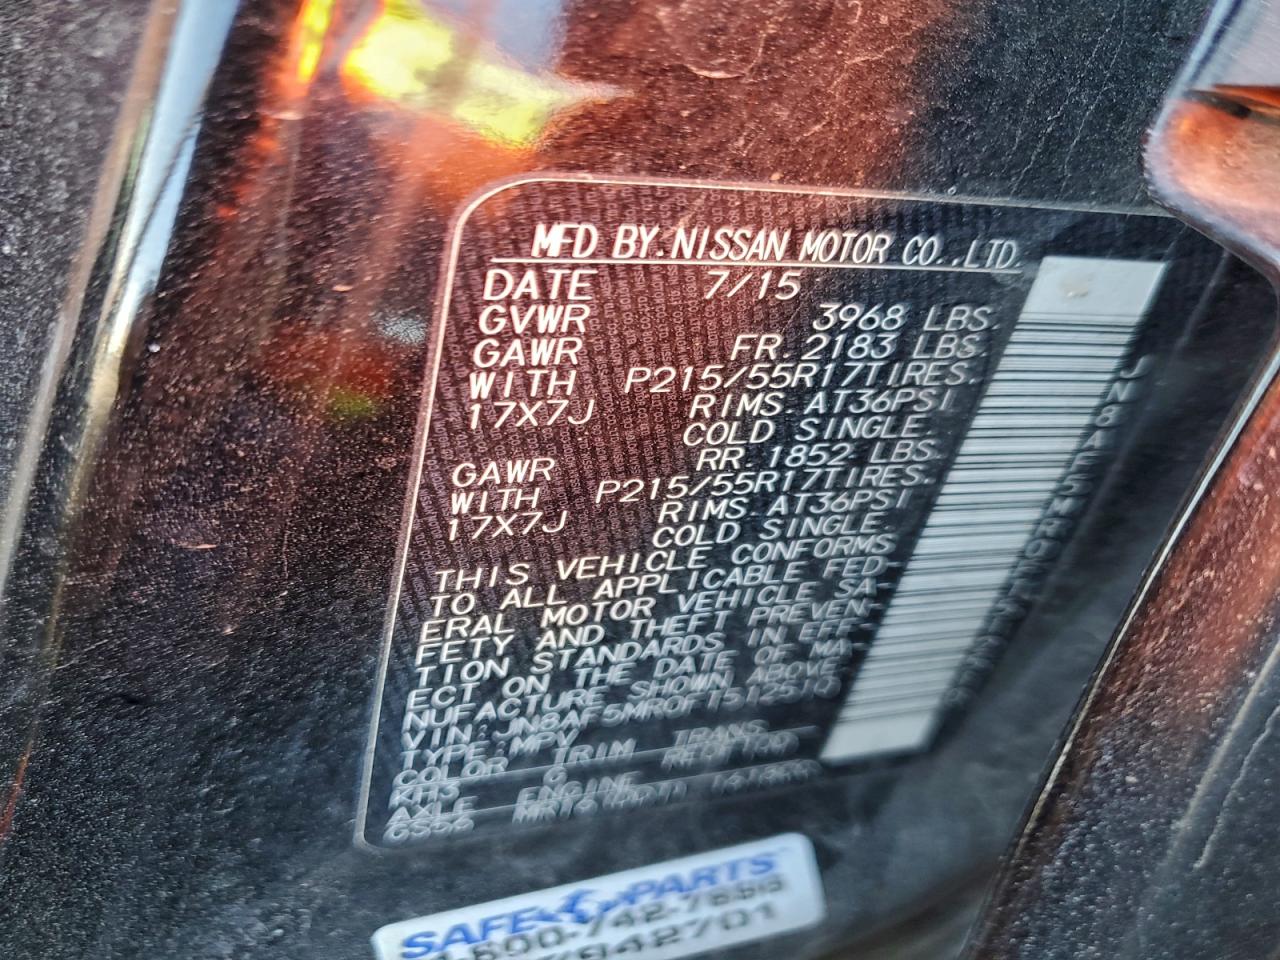 MFD BY NISSAN MOTOR CO.,LTD.
DATE 7/15
GVWR 3968 LBS.
GAWR FR. 2183 LBS.
WITH P215/55R17TIRES.
17X7J RIMS. AT36PSI
COLD SINGLE.
GAWR RR. 1852 LBS.
WITH P215/55R17TIRES.
17X7J RIMS. AT36PSI
COLD SINGLE.
THIS VEHICLE CONFORMS
TO ALL APPLICABLE FED-
ERAL MOTOR VEHICLE SA-
FETY AND THEFT PREVEN-
TION STANDARDS IN EFF-
ECT ON THE DATE OF MA-
NUFACTURE SHOWN ABOVE
VIN:JN8AF5MR0FT512510
TYPE:MPV
COLOR TRIM TRANS
KH3 G
AXLE ENGINE
GS56
SAFE PARTS